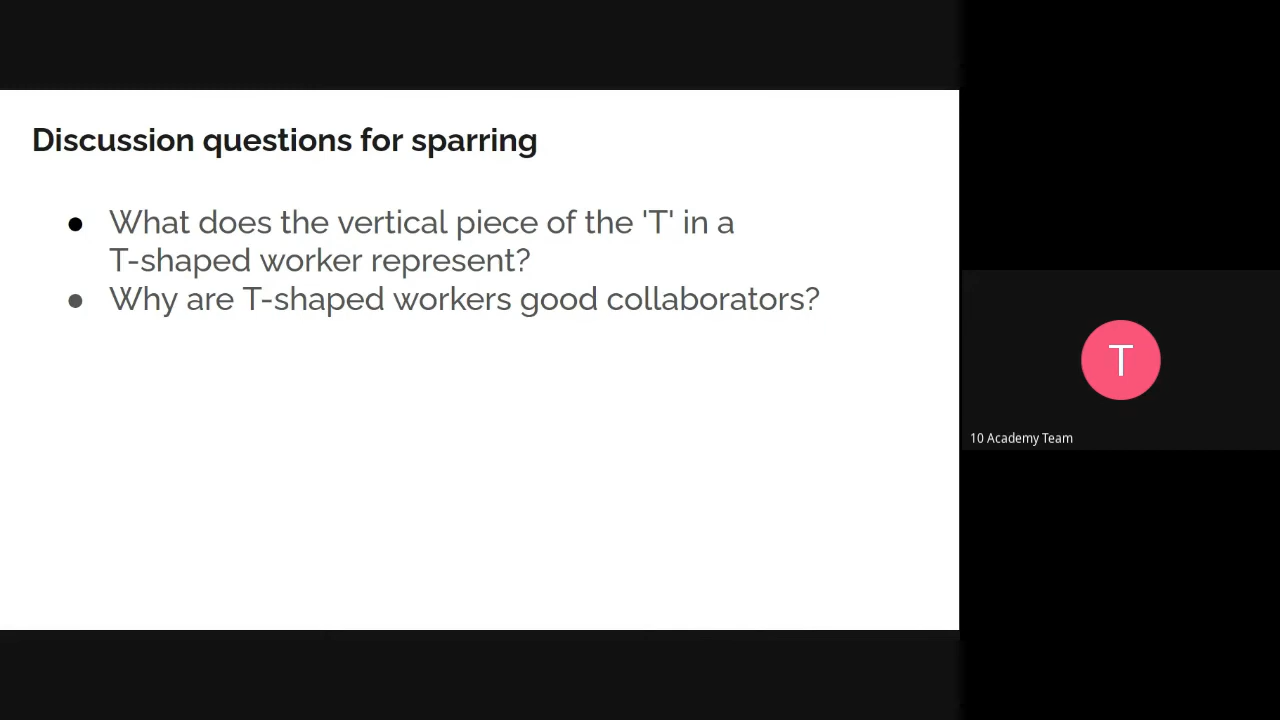 Discussion questions for sparring
● What does the vertical piece of the 'T' in a
T-shaped worker represent?
● Why are T-shaped workers good collaborators?
T
10 Academy Team